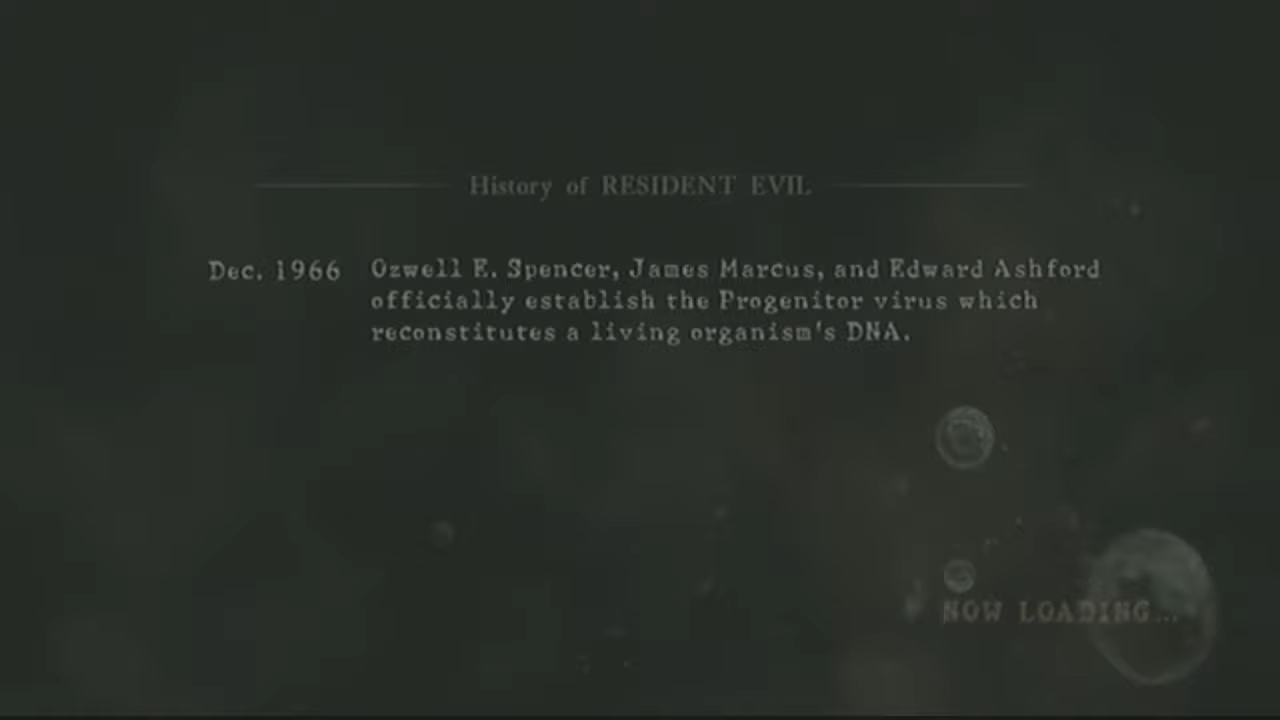 History of RESIDENT EVIL
Dec. 1966 Ozwell E. Spencer, James Marcus, and Edward Ashford
officially establish the Progenitor virus which
reconstitutes a living organism's DNA.
NOW LOADING...